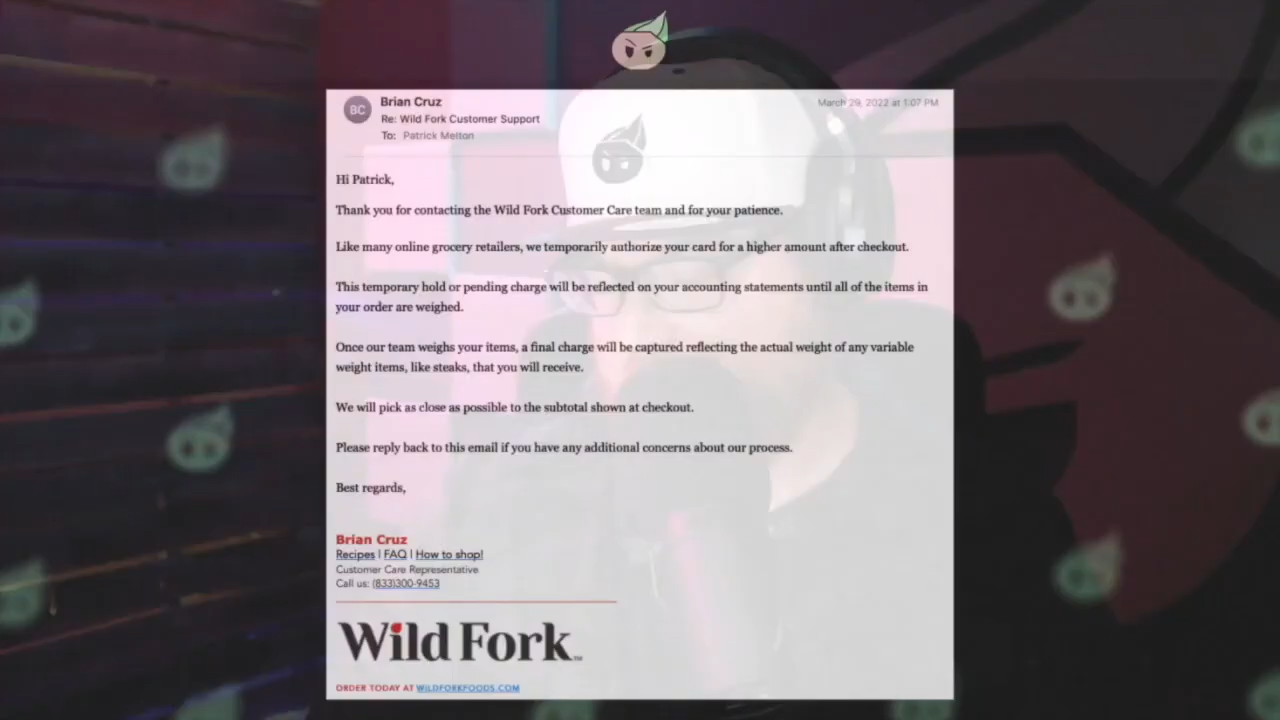 BC
Brian Cruz
March 29, 2022 at 1:07 PM
Re: Wild Fork Customer Support
To: Patrick Melton
Hi Patrick,
Thank you for contacting the Wild Fork Customer Care team and for your patience.
Like many online grocery retailers, we temporarily authorize your card for a higher amount after checkout.
This temporary hold or pending charge will be reflected on your accounting statements until all of the items in
your order are weighed.
Once our team weighs your items, a final charge will be captured reflecting the actual weight of any variable
weight items, like steaks, that you will receive.
We will pick as close as possible to the subtotal shown at checkout.
Please reply back to this email if you have any additional concerns about our process.
Best regards,
Brian Cruz
Recipes | FAQ | How to shop!
Customer Care Representative
Call us: (833)300-9453
Wild Fork™
ORDER TODAY AT WILDFORKFOODS.COM